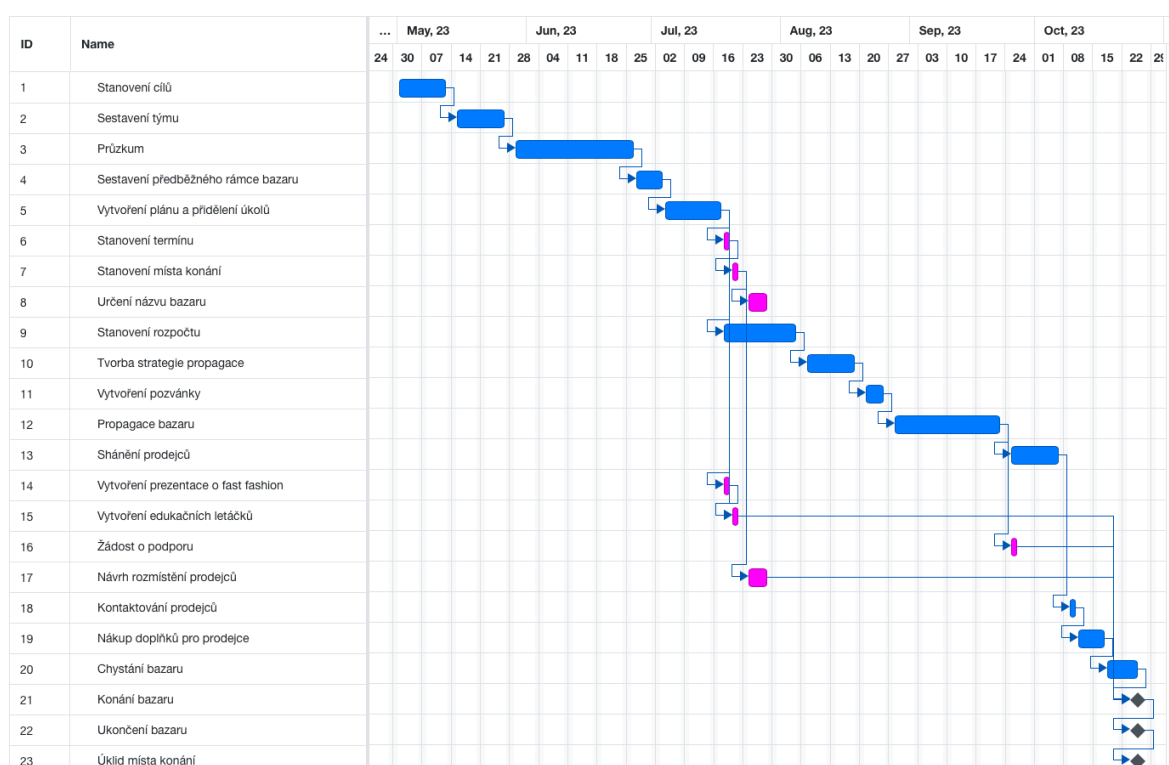 ID Name ... May, 23 Jun, 23 Jul, 23 Aug, 23 Sep, 23 Oct, 23
24 30 07 14 21 28 04 11 18 25 02 09 16 23 30 06 13 20 27 03 10 17 24 01 08 15 22 29
1 Stanovení cílů
2 Sestavení týmu
3 Průzkum
4 Sestavení předběžného rámce bazaru
5 Vytvoření plánu a přidělení úkolů
6 Stanovení termínu
7 Stanovení místa konání
8 Určení názvu bazaru
9 Stanovení rozpočtu
10 Tvorba strategie propagace
11 Vytvoření pozvánky
12 Propagace bazaru
13 Shánění prodejců
14 Vytvoření prezentace o fast fashion
15 Vytvoření edukačních letáčků
16 Žádost o podporu
17 Návrh rozmístění prodejců
18 Kontaktování prodejců
19 Nákup doplňků pro prodejce
20 Chystání bazaru
21 Konání bazaru
22 Ukončení bazaru
23 Úklid místa konání